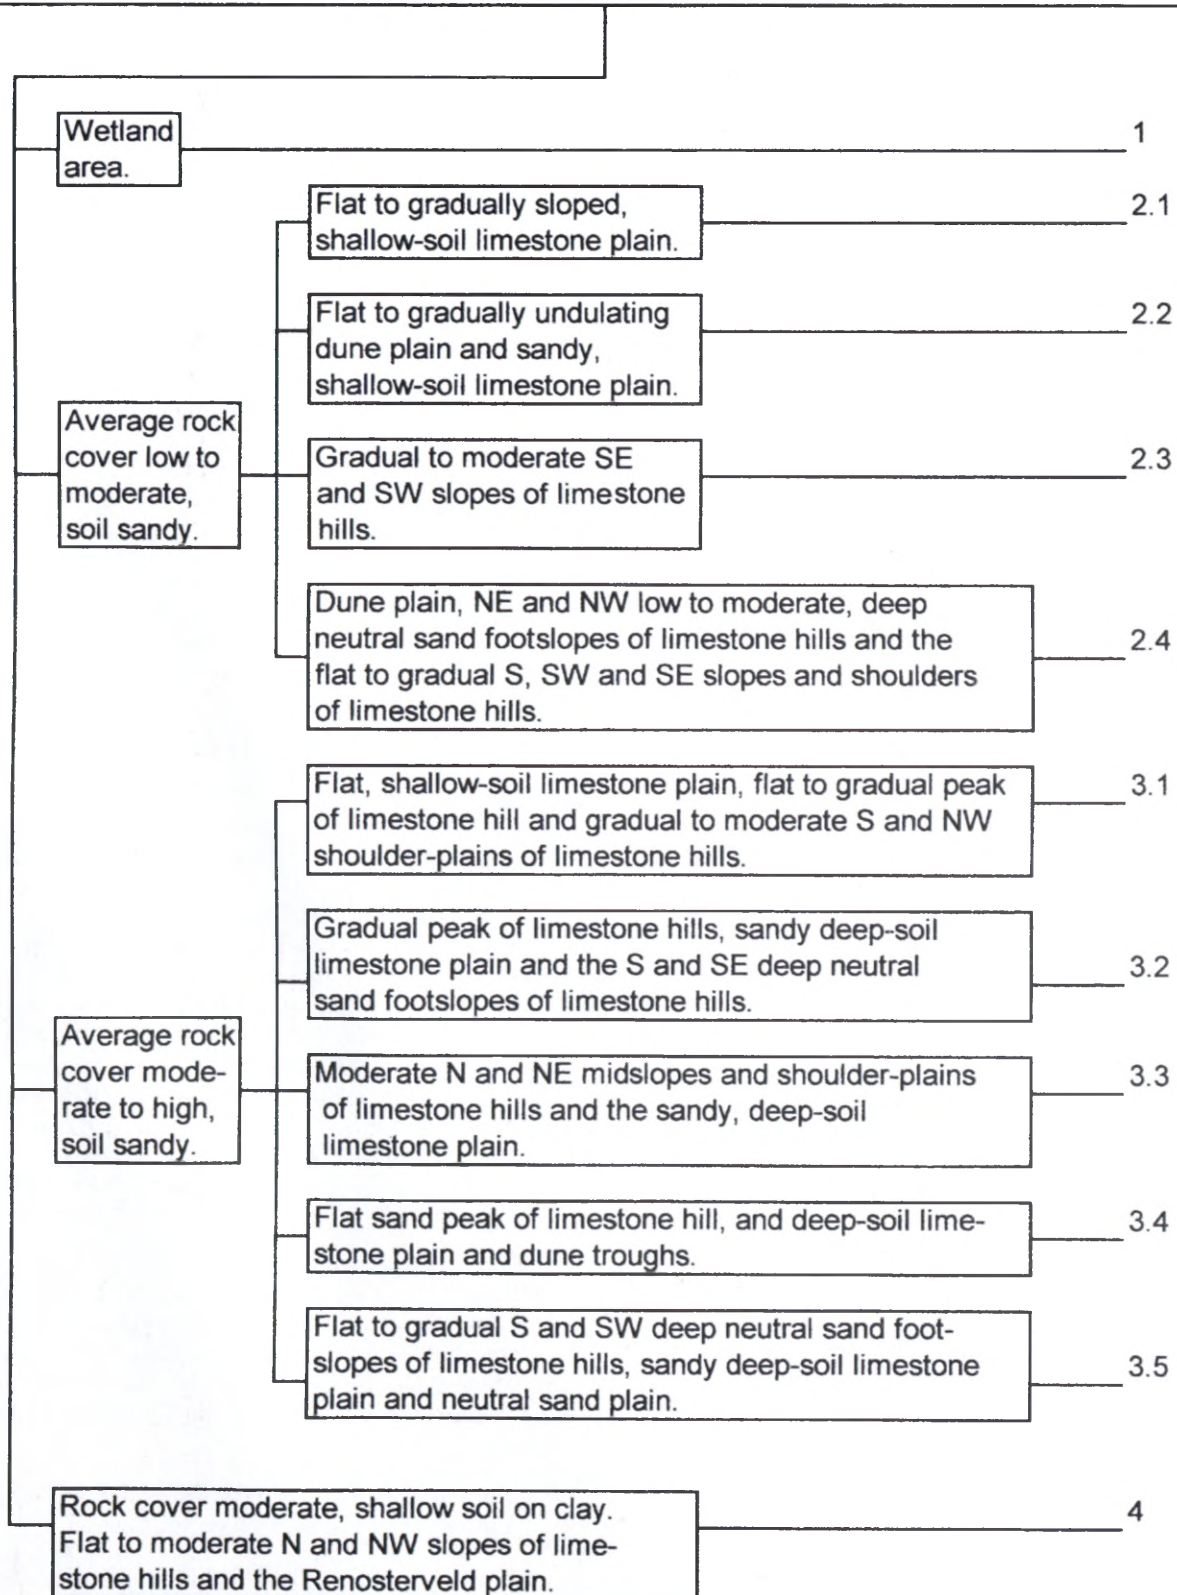 Wetland
area.
1
Flat to gradually sloped,
shallow-soil limestone plain.
2.1
Flat to gradually undulating
dune plain and sandy,
shallow-soil limestone plain.
2.2
Average rock
cover low to
moderate,
soil sandy.
Gradual to moderate SE
and SW slopes of limestone
hills.
2.3
Dune plain, NE and NW low to moderate, deep
neutral sand footslopes of limestone hills and the
flat to gradual S, SW and SE slopes and shoulders
of limestone hills.
2.4
Flat, shallow-soil limestone plain, flat to gradual peak
of limestone hill and gradual to moderate S and NW
shoulder-plains of limestone hills.
3.1
Gradual peak of limestone hills, sandy deep-soil
limestone plain and the S and SE deep neutral
sand footslopes of limestone hills.
3.2
Average rock
cover mode-
rate to high,
soil sandy.
Moderate N and NE midslopes and shoulder-plains
of limestone hills and the sandy, deep-soil
limestone plain.
3.3
Flat sand peak of limestone hill, and deep-soil lime-
stone plain and dune troughs.
3.4
Flat to gradual S and SW deep neutral sand foot-
slopes of limestone hills, sandy deep-soil limestone
plain and neutral sand plain.
3.5
Rock cover moderate, shallow soil on clay.
Flat to moderate N and NW slopes of lime-
stone hills and the Renosterveld plain.
4